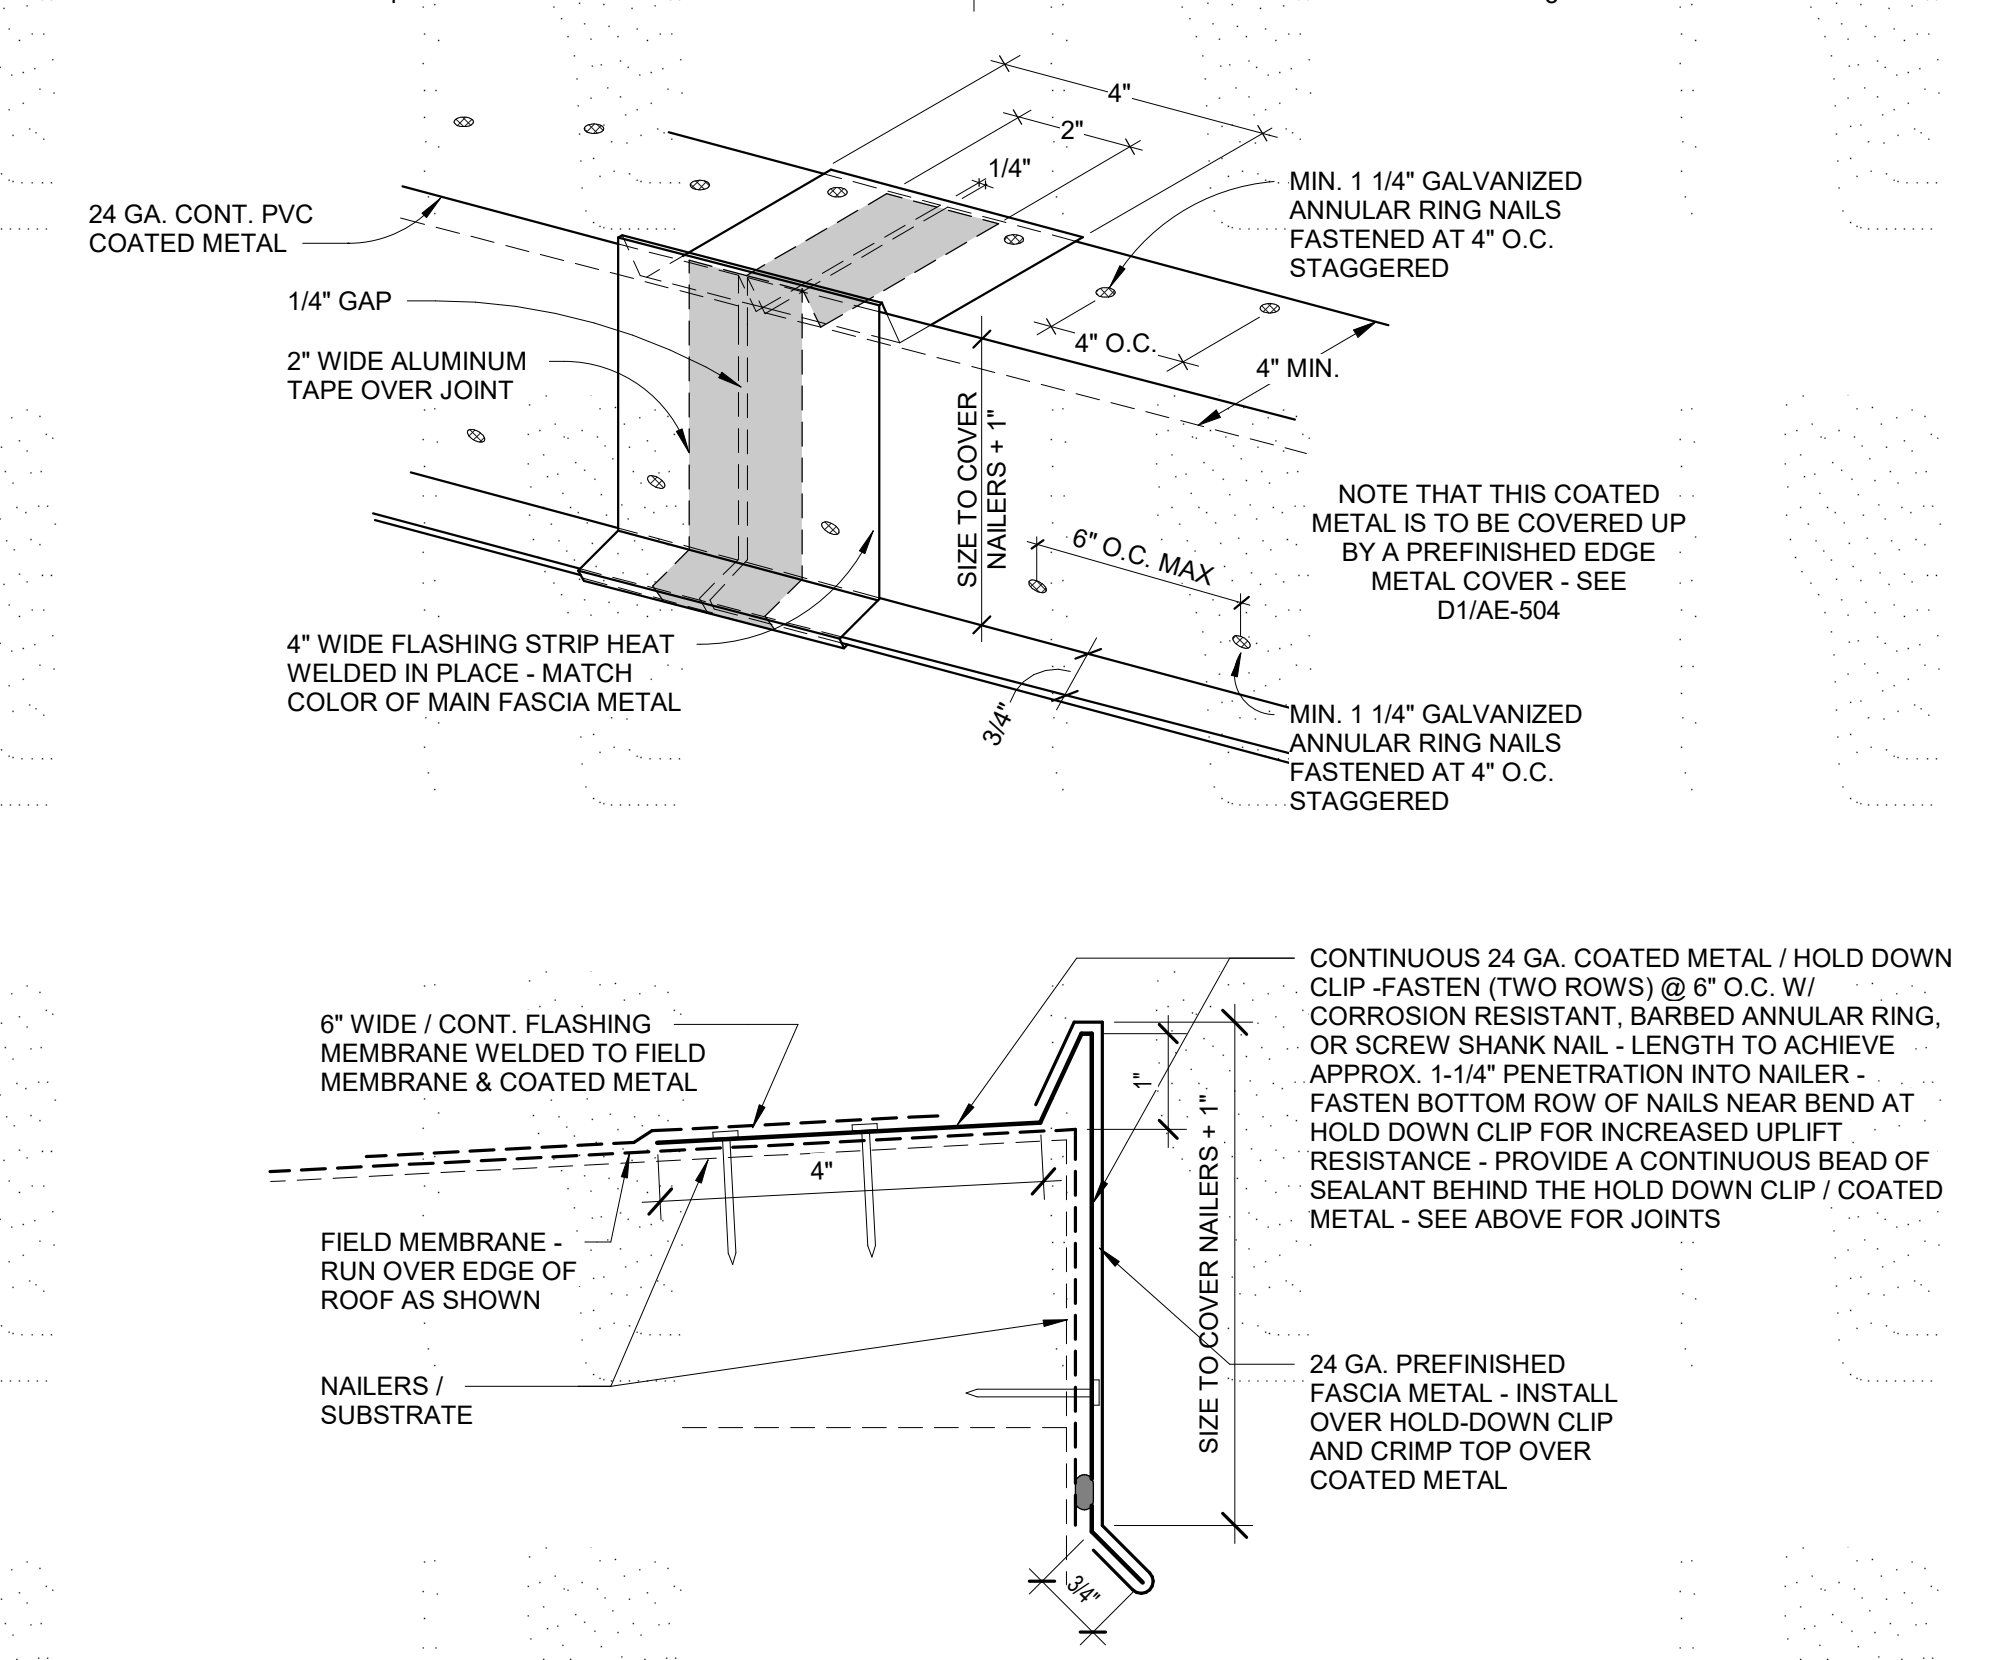 4"
2"
1/4"
MIN. 1 1/4" GALVANIZED
ANNULAR RING NAILS
FASTENED AT 4" O.C.
STAGGERED
24 GA. CONT. PVC
COATED METAL
1/4" GAP
2" WIDE ALUMINUM
TAPE OVER JOINT
4" O.C.
4" MIN.
SIZE TO COVER
NAILERS + 1"
NOTE THAT THIS COATED
METAL IS TO BE COVERED UP
BY A PREFINISHED EDGE
METAL COVER - SEE
D1/AE-504
6" O.C. MAX
4" WIDE FLASHING STRIP HEAT
WELDED IN PLACE - MATCH
COLOR OF MAIN FASCIA METAL
3/4"
MIN. 1 1/4" GALVANIZED
ANNULAR RING NAILS
FASTENED AT 4" O.C.
STAGGERED
CONTINUOUS 24 GA. COATED METAL / HOLD DOWN
CLIP -FASTEN (TWO ROWS) @ 6" O.C. W/
CORROSION RESISTANT, BARBED ANNULAR RING,
OR SCREW SHANK NAIL - LENGTH TO ACHIEVE
APPROX. 1-1/4" PENETRATION INTO NAILER -
FASTEN BOTTOM ROW OF NAILS NEAR BEND AT
HOLD DOWN CLIP FOR INCREASED UPLIFT
RESISTANCE - PROVIDE A CONTINUOUS BEAD OF
SEALANT BEHIND THE HOLD DOWN CLIP / COATED
METAL - SEE ABOVE FOR JOINTS
6" WIDE / CONT. FLASHING
MEMBRANE WELDED TO FIELD
MEMBRANE & COATED METAL
1"
4"
SIZE TO COVER NAILERS + 1"
FIELD MEMBRANE -
RUN OVER EDGE OF
ROOF AS SHOWN
NAILERS /
SUBSTRATE
24 GA. PREFINISHED
FASCIA METAL - INSTALL
OVER HOLD-DOWN CLIP
AND CRIMP TOP OVER
COATED METAL
3/4"